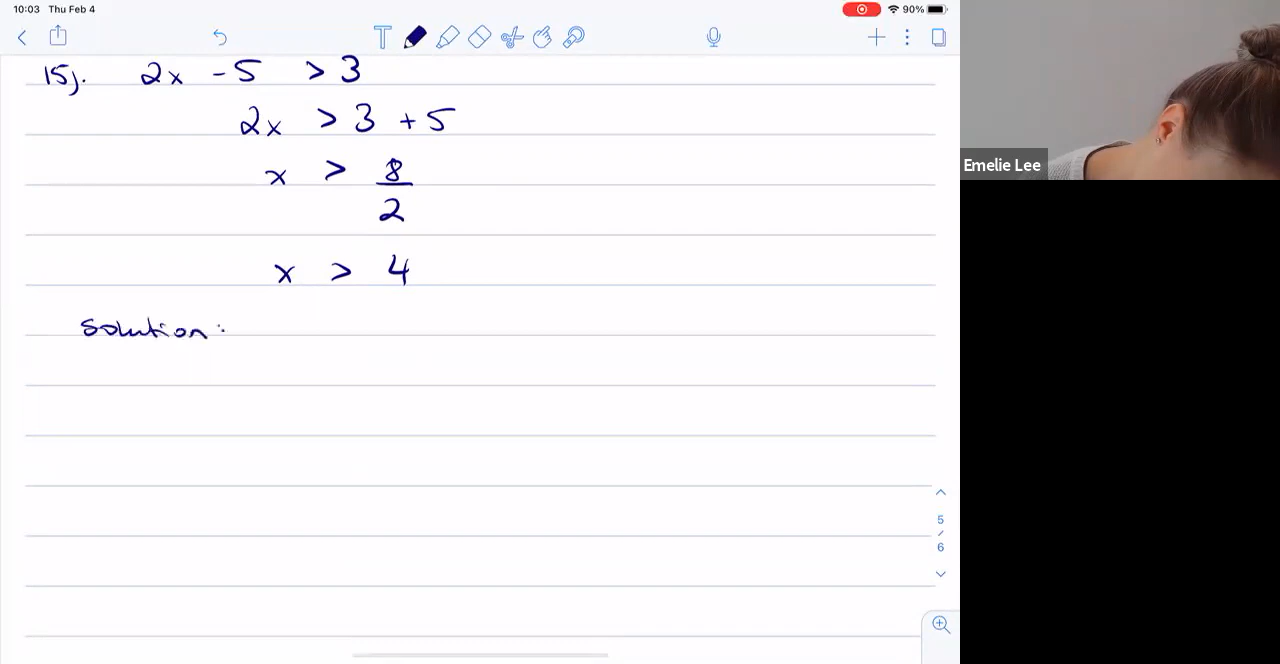 10:03 Thu Feb 4
90%
15j. 2x - 5 > 3
2x > 3 + 5
x > 8/2
x > 4
Solution:
Emelie Lee
5
/
6